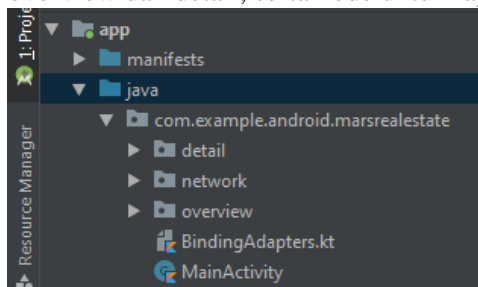 1: Proje
Resource Manager
app
manifests
java
com.example.android.marsrealestate
detail
network
overview
BindingAdapters.kt
MainActivity